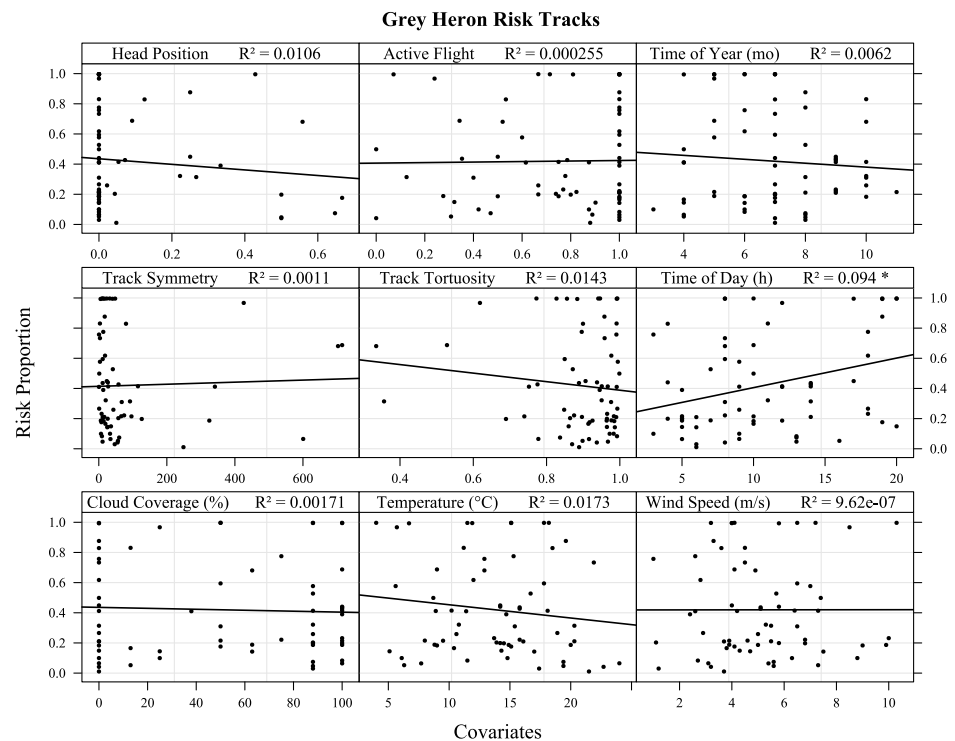 Grey Heron Risk Tracks
Head Position R² = 0.0106
Active Flight R² = 0.000255
Time of Year (mo) R² = 0.0062
1.0
0.8
0.6
0.4
0.2
0.0
0.0 0.2 0.4 0.6
0.0 0.2 0.4 0.6 0.8 1.0
4 6 8 10
Track Symmetry R² = 0.0011
Track Tortuosity R² = 0.0143
Time of Day (h) R² = 0.094 *
1.0
0.8
0.6
0.4
0.2
0.0
0 200 400 600
0.4 0.6 0.8 1.0
5 10 15 20
Risk Proportion
Cloud Coverage (%) R² = 0.00171
Temperature (°C) R² = 0.0173
Wind Speed (m/s) R² = 9.62e-07
1.0
0.8
0.6
0.4
0.2
0.0
0 20 40 60 80 100
5 10 15 20
2 4 6 8 10
Covariates